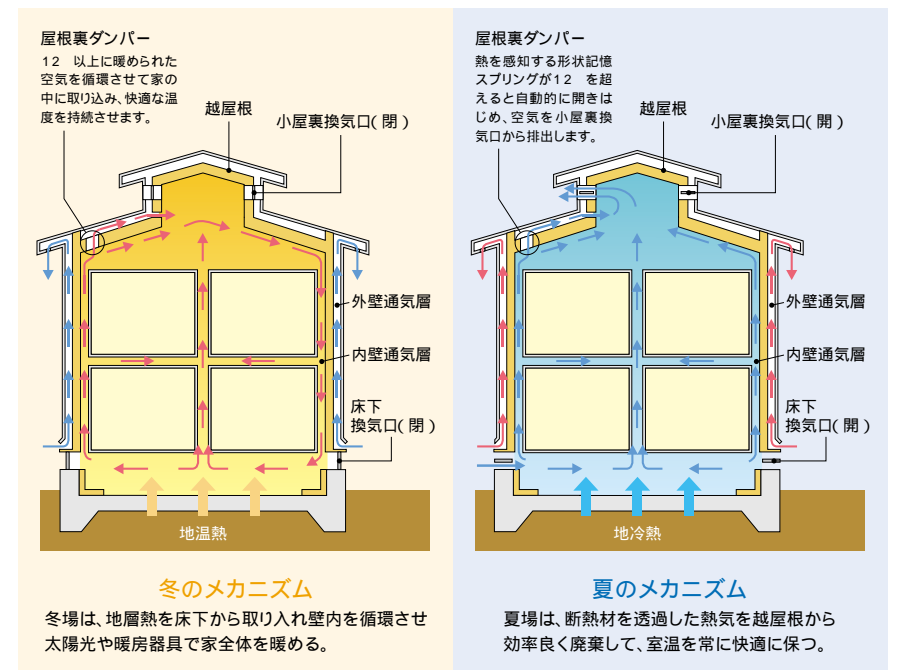 屋根裏ダンパー
12　以上に暖められた
空気を循環させて家の
中に取り込み、快適な温
度を持続させます。
越屋根
小屋裏換気口(閉)
外壁通気層
内壁通気層
床下
換気口(閉)
地温熱
冬のメカニズム
冬場は、地層熱を床下から取り入れ壁内を循環させ
太陽光や暖房器具で家全体を暖める。
屋根裏ダンパー
熱を感知する形状記憶
スプリングが12　を超
えると自動的に開きは
じめ、空気を小屋裏換
気口から排出します。
越屋根
小屋裏換気口(開)
外壁通気層
内壁通気層
床下
換気口(開)
地冷熱
夏のメカニズム
夏場は、断熱材を透過した熱気を越屋根から
効率良く廃棄して、室温を常に快適に保つ。